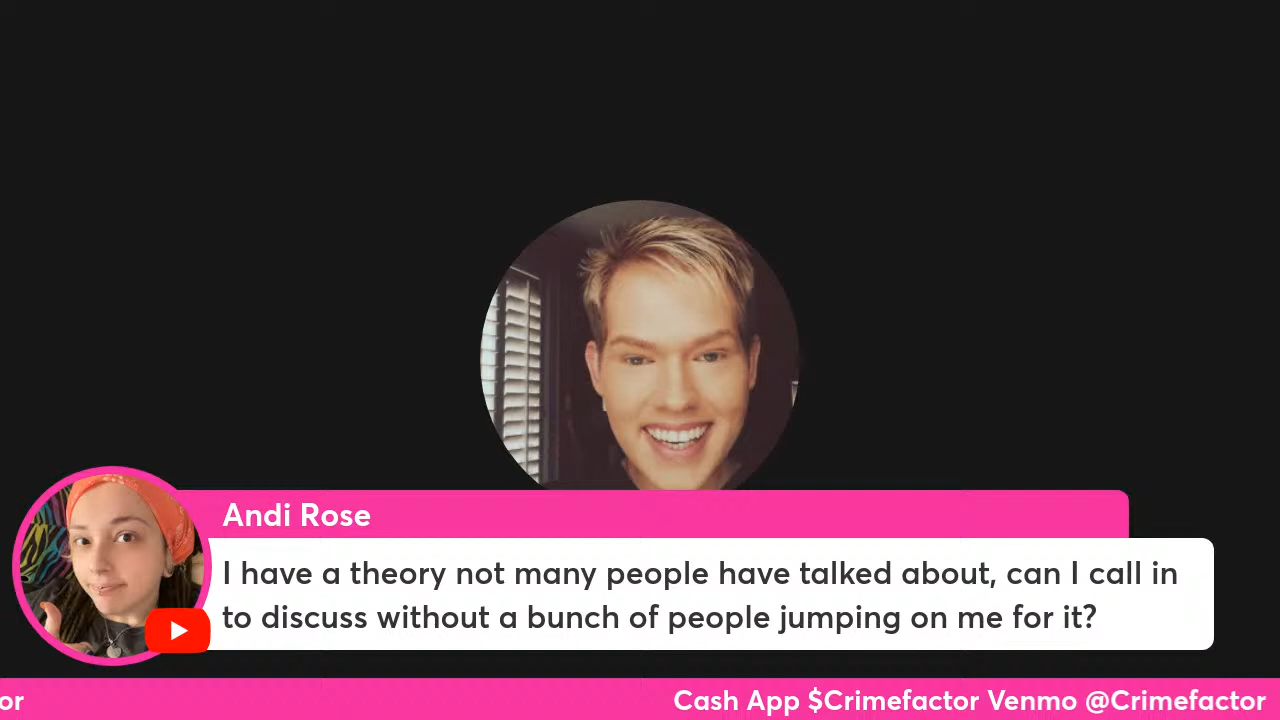 Andi Rose
I have a theory not many people have talked about, can I call in
to discuss without a bunch of people jumping on me for it?
or
Cash App $Crimefactor Venmo @Crimefactor